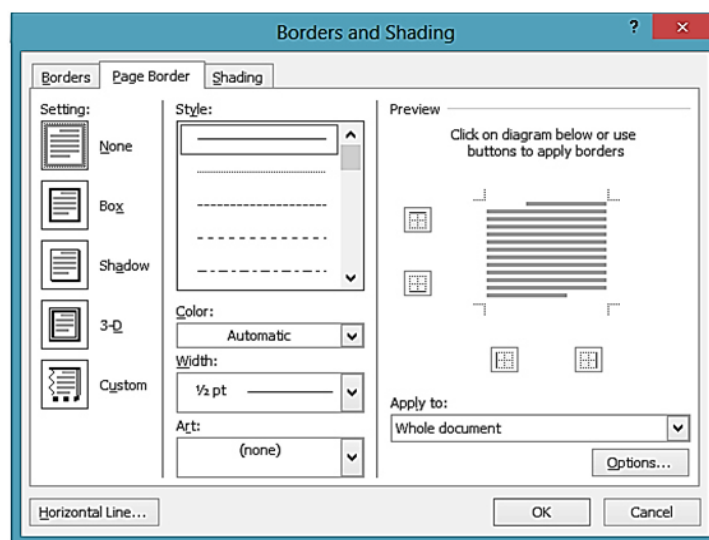 Borders and Shading
?
Borders Page Border Shading
Setting:
None
Box
Shadow
3-D
Custom
Style:
Color:
Automatic
Width:
½ pt
Art:
(none)
Preview
Click on diagram below or use
buttons to apply borders
Apply to:
Whole document
Options...
Horizontal Line...
OK Cancel